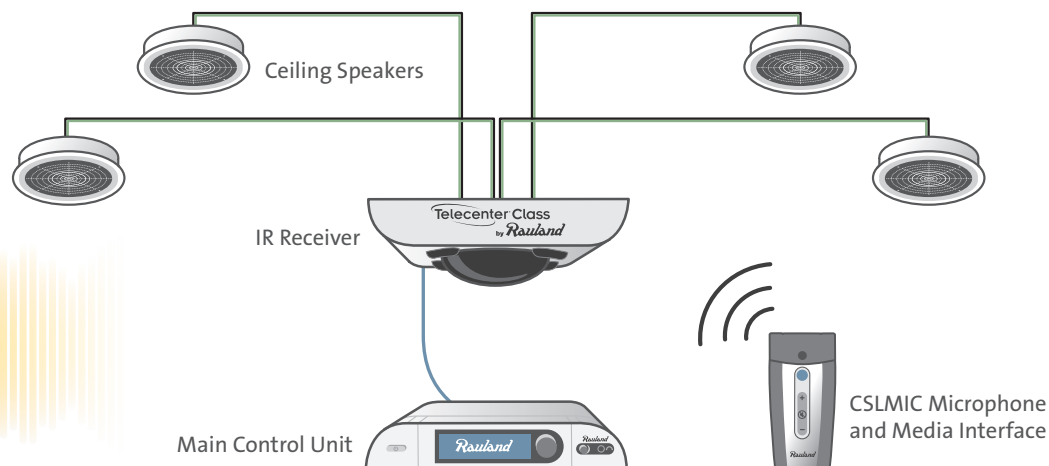 Ceiling Speakers
Telecenter Class
by Rauland
IR Receiver
CSLMIC Microphone
and Media Interface
Main Control Unit
Rauland
Rauland
Rauland